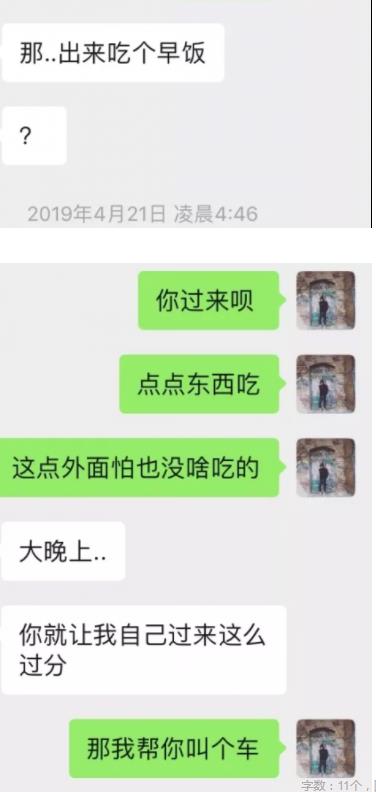 那..出来吃个早饭
?
2019年4月21日 凌晨4:46
你过来呗
点点东西吃
这点外面怕也没啥吃的
大晚上..
你就让我自己过来这么
过分
那我帮你叫个车
字数：11个，